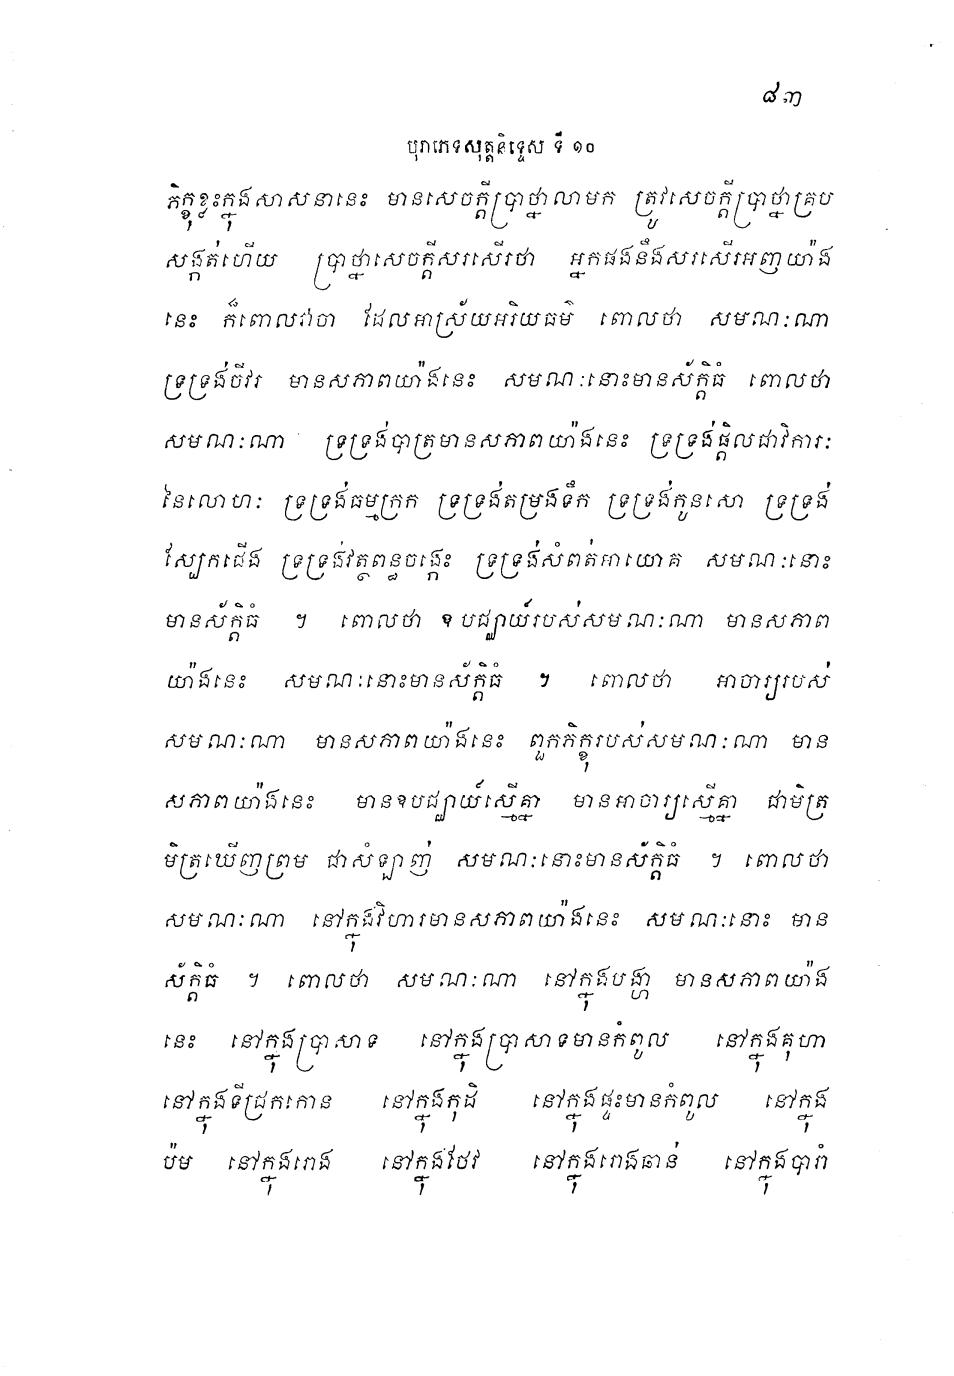 ៨៣
បុរាភេទសុត្តនិទ្ទេស ទី ១០
ភិក្ខុខ្លះក្នុងសាសនានេះ មានសេចក្តីប្រាថ្នាលាមក ត្រូវសេចក្តីប្រាថ្នាគ្រប
សង្កត់ហើយ ប្រាថ្នាសេចក្តីសរសើរថា អ្នកផងនឹងសរសើរអញយ៉ាង
នេះ ក៏ពោលវាចា ដែលអាស្រ័យអរិយធម៌ ពោលថា សមណៈណា
ទ្រទ្រង់ចីវរ មានសភាពយ៉ាងនេះ សមណៈនោះមានស័ក្តិធំ ពោលថា
សមណៈណា ទ្រទ្រង់បាត្រមានសភាពយ៉ាងនេះ ទ្រទ្រង់ផ្តិលជាវិការៈ
នៃលោហៈ ទ្រទ្រង់ធម្មក្រក ទ្រទ្រង់តម្រងទឹក ទ្រទ្រង់កូនសោ ទ្រទ្រង់
ស្បែកជើង ទ្រទ្រង់វត្ថពន្ធចង្កេះ ទ្រទ្រង់សំពត់អាយោគ សមណៈនោះ
មានស័ក្តិធំ ។ ពោលថា ឧបជ្ឈាយ៍របស់សមណៈណា មានសភាព
យ៉ាងនេះ សមណៈនោះមានស័ក្តិធំ ។ ពោលថា អាចារ្យរបស់
សមណៈណា មានសភាពយ៉ាងនេះ ពួកភិក្ខុរបស់សមណៈណា មាន
សភាពយ៉ាងនេះ មានឧបជ្ឈាយ៍ស្មើគ្នា មានអាចារ្យស្មើគ្នា ជាមិត្រ
មិត្រឃើញព្រម ជាសំឡាញ់ សមណៈនោះមានស័ក្តិធំ ។ ពោលថា
សមណៈណា នៅក្នុងវិហារមានសភាពយ៉ាងនេះ សមណៈនោះ មាន
ស័ក្តិធំ ។ ពោលថា សមណៈណា នៅក្នុងបង្ហា មានសភាពយ៉ាង
នេះ នៅក្នុងប្រាសាទ នៅក្នុងប្រាសាទមានកំពូល នៅក្នុងគុហា
នៅក្នុងទីជ្រកកោន នៅក្នុងកុដិ នៅក្នុងផ្ទះមានកំពូល នៅក្នុង
ប៉ម នៅក្នុងរោង នៅក្នុងថែវ នៅក្នុងរោងឆាន់ នៅក្នុងបារាំ